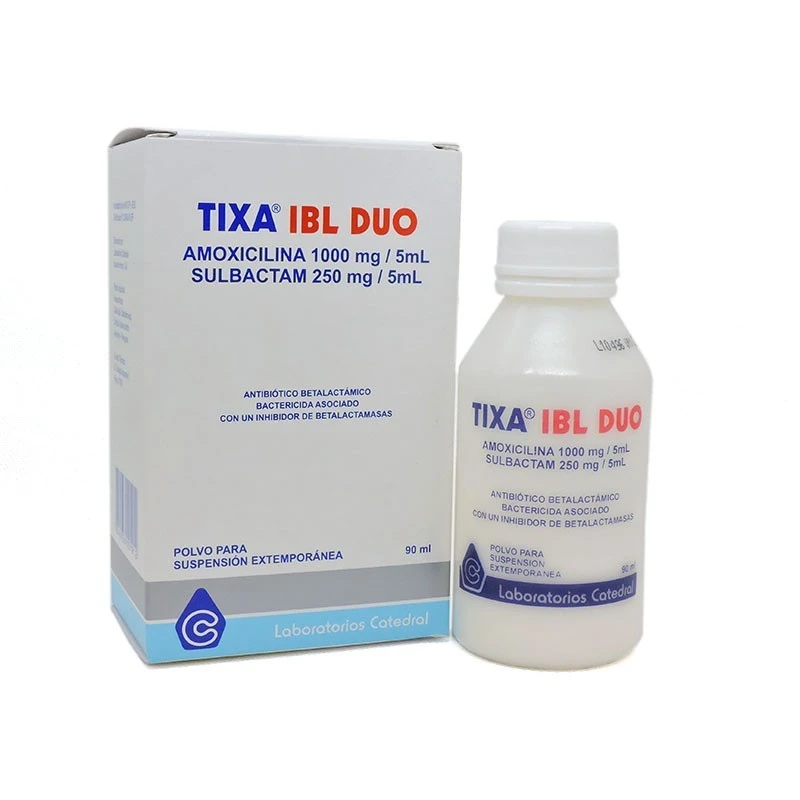 TIXA® IBL DUO
AMOXICILINA 1000 mg / 5mL
SULBACTAM 250 mg / 5mL
ANTIBIÓTICO BETALACTÁMICO
BACTERICIDA ASOCIADO
CON UN INHIBIDOR DE BETALACTAMASAS
POLVO PARA
SUSPENSIÓN EXTEMPORÁNEA
90 ml
Laboratorios Catedral
L10496
TIXA® IBL DUO
AMOXICILINA 1000 mg / 5mL
SULBACTAM 250 mg / 5mL
ANTIBIÓTICO BETALACTÁMICO
BACTERICIDA ASOCIADO
CON UN INHIBIDOR DE BETALACTAMASAS
POLVO PARA
SUSPENSIÓN
EXTEMPORANEA
90 ml
Laboratorios Catedral